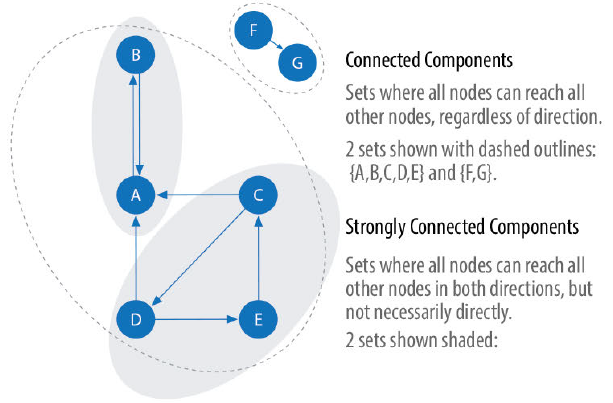 B
F
G
A
C
D
E
Connected Components
Sets where all nodes can reach all
other nodes, regardless of direction.
2 sets shown with dashed outlines:
{A,B,C,D,E} and {F,G}.
Strongly Connected Components
Sets where all nodes can reach all
other nodes in both directions, but
not necessarily directly.
2 sets shown shaded: